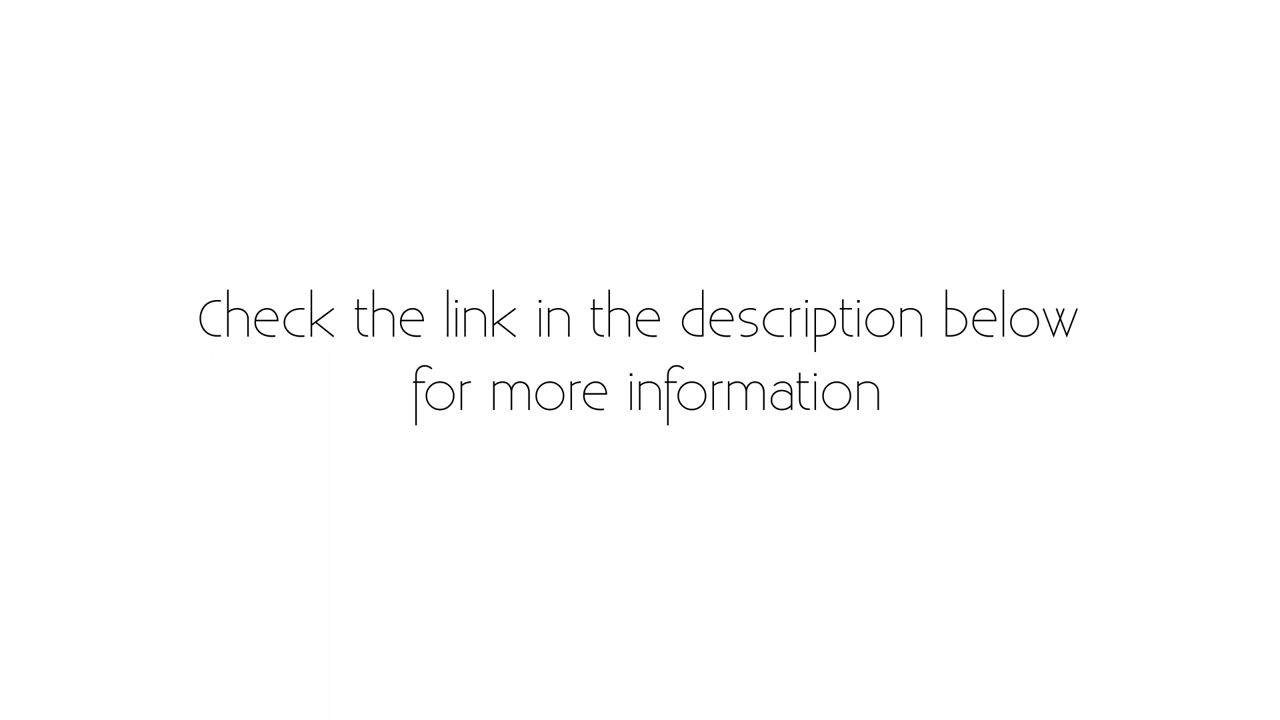 Check the link in the description below
for more information